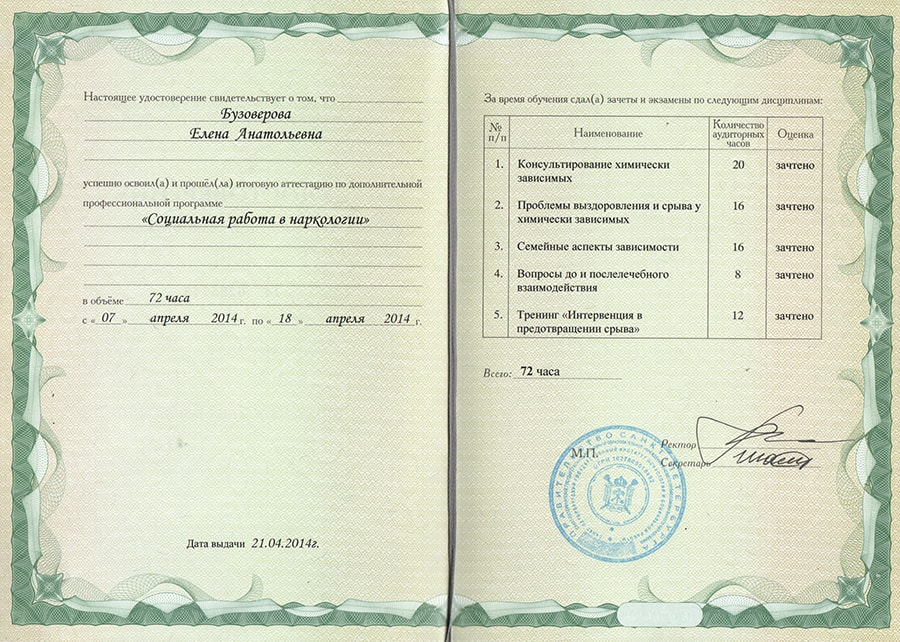 Настоящее удостоверение свидетельствует о том, что
Бузоверова
Елена Анатольевна
успешно освоил(а) и прошёл(ла) итоговую аттестацию по дополнительной
профессиональной программе
«Социальная работа в наркологии»
в объёме 72 часа
с «07» апреля 2014 г. по «18» апреля 2014 г.
Дата выдачи 21.04.2014г.
За время обучения сдал(а) зачеты и экзамены по следующим дисциплинам:
№ п/п Наименование Количество аудиторных часов Оценка
1. Консультирование химически 20 зачтено
зависимых
2. Проблемы выздоровления и срыва у 16 зачтено
химически зависимых
3. Семейные аспекты зависимости 16 зачтено
4. Вопросы до и послелечебного 8 зачтено
взаимодействия
5. Тренинг «Интервенция в 12 зачтено
предотвращении срыва»
Всего: 72 часа
М.П.
Ректор
Секретарь
ПРАВИТЕЛЬСТВО САНКТ-ПЕТЕРБУРГА